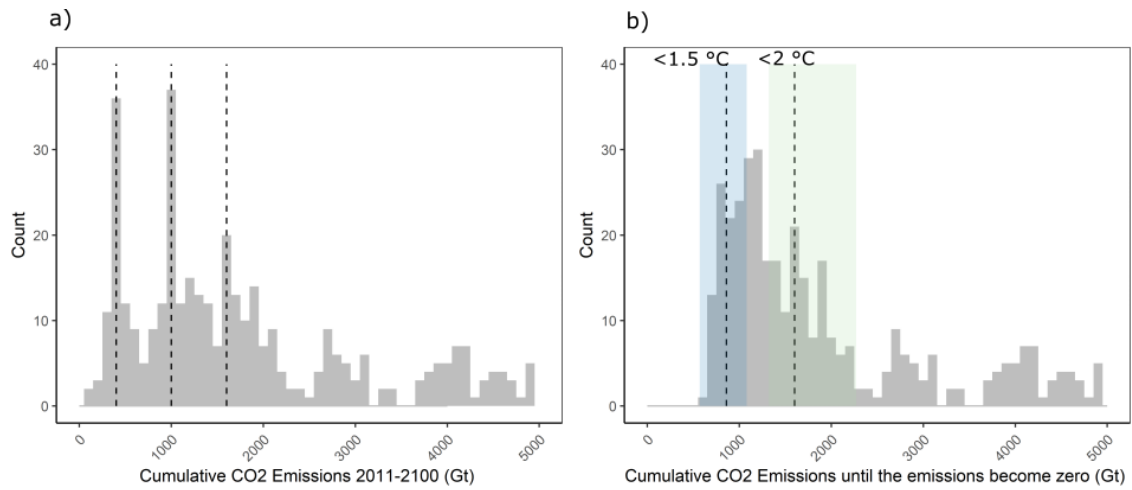 a)
40
30
20
10
0
Count
0 1000 2000 3000 4000 5000
Cumulative CO2 Emissions 2011-2100 (Gt)
b)
<1.5 °C <2 °C
40
30
20
10
0
Count
0 1000 2000 3000 4000 5000
Cumulative CO2 Emissions until the emissions become zero (Gt)